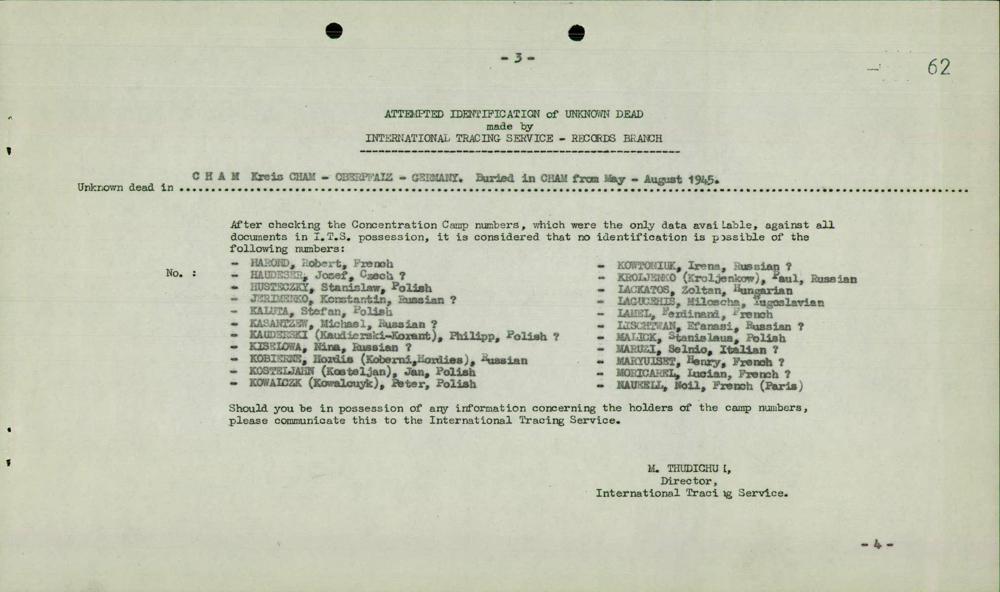 - 3 -
62
ATTEMPTED IDENTIFICATION of UNKNOWN DEAD
made by
INTERNATIONAL TRACING SERVICE - RECORDS BRANCH
Unknown dead in CHAM Kreis CHAM - OBERPFALZ - GERMANY. Buried in CHAM from May - August 1945.
After checking the Concentration Camp numbers, which were the only data available, against all
documents in I.T.S. possession, it is considered that no identification is possible of the
following numbers:
No. :
- HAROND, Robert, French
- HAUDESER, Josef, Czech ?
- HUSTECZKY, Stanislaw, Polish
- JERIMENKO, Konstantin, Russian ?
- KALUTA, Stefan, Polish
- KASANTZEW, Michael, Russian ?
- KAUDERSKI (Kaudierski-Korant), Philipp, Polish ?
- KISELOWA, Nina, Russian ?
- KOBIERNE, Hordis (Koberni,Hordies), Russian
- KOSTELJAHN (Kosteljan), Jan, Polish
- KOWALCZK (Kowalcuyk), Peter, Polish
- KOWTONIUK, Irena, Russian ?
- KROLJENKO (Kroljenkow), Paul, Russian
- LACKATOS, Zoltan, Hungarian
- LAGUCEHIS, Miloscha, Yugoslavian
- LAMEL, Ferdinand, French
- LISCHTWAN, Efanasi, Russian ?
- MALICK, Stanislaus, Polish
- MARUZI, Selnio, Italian ?
- MARYUISET, Henry, French ?
- MORICAREL, Lucian, French ?
- NAURELL, Noil, French (Paris)
Should you be in possession of any information concerning the holders of the camp numbers,
please communicate this to the International Tracing Service.
M. THUDICHUM,
Director,
International Tracing Service.
- 4 -